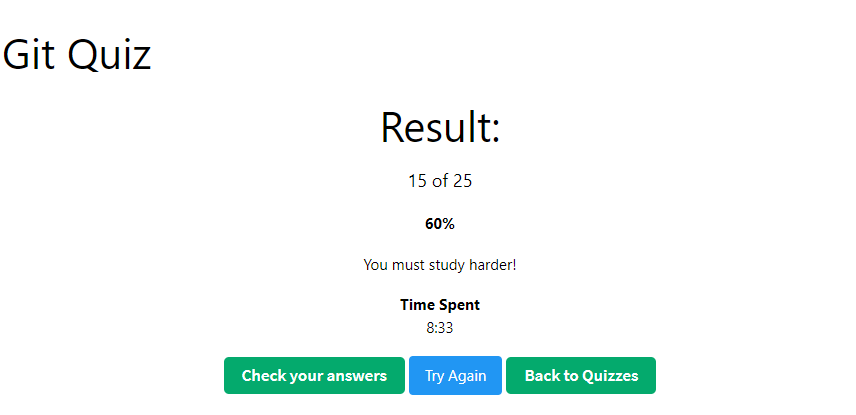 Git Quiz
Result:
15 of 25
60%
You must study harder!
Time Spent
8:33
Check your answers Try Again Back to Quizzes